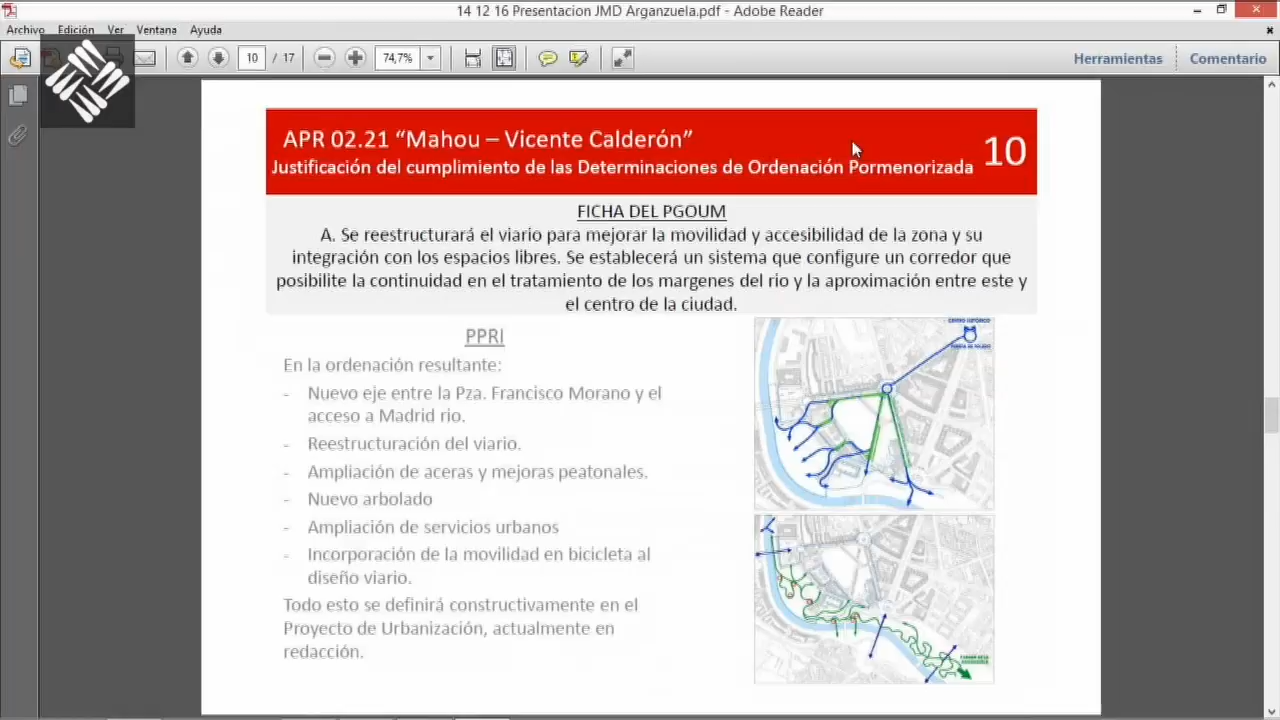 14 12 16 Presentacion JMD Arganzuela.pdf - Adobe Reader
Archivo Edición Ver Ventana Ayuda
10 / 17 74,7% Herramientas Comentario
APR 02.21 “Mahou – Vicente Calderón”
Justificación del cumplimiento de las Determinaciones de Ordenación Pormenorizada
10
FICHA DEL PGOUM
A. Se reestructurará el viario para mejorar la movilidad y accesibilidad de la zona y su
integración con los espacios libres. Se establecerá un sistema que configure un corredor que
posibilite la continuidad en el tratamiento de los margenes del rio y la aproximación entre este y
el centro de la ciudad.
PPRI
En la ordenación resultante:
- Nuevo eje entre la Pza. Francisco Morano y el
acceso a Madrid rio.
- Reestructuración del viario.
- Ampliación de aceras y mejoras peatonales.
- Nuevo arbolado
- Ampliación de servicios urbanos
- Incorporación de la movilidad en bicicleta al
diseño viario.
Todo esto se definirá constructivamente en el
Proyecto de Urbanización, actualmente en
redacción.
CENTRO HISTÓRICO
PUERTA DE TOLEDO